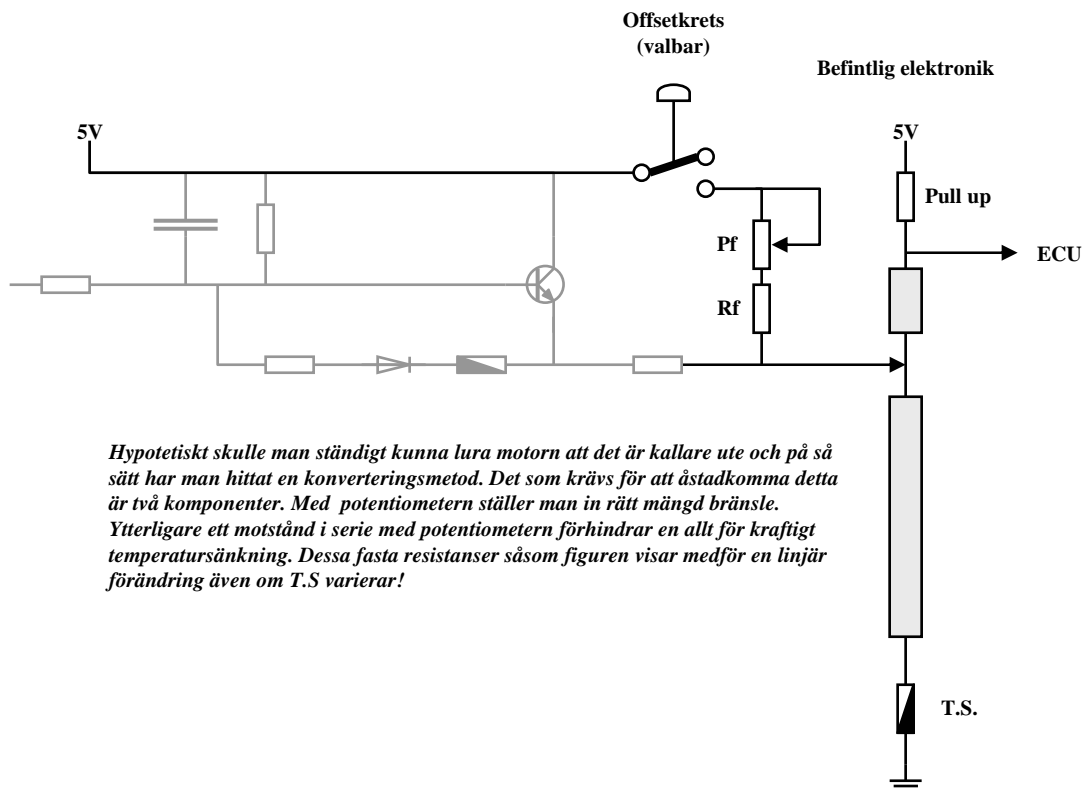 Offsetkrets
(valbar)
Befintlig elektronik
5V
5V
Pull up
Pf
ECU
Rf
Hypotetiskt skulle man ständigt kunna lura motorn att det är kallare ute och på så
sätt har man hittat en konverteringsmetod. Det som krävs för att åstadkomma detta
är två komponenter. Med potentiometern ställer man in rätt mängd bränsle.
Ytterligare ett motstånd i serie med potentiometern förhindrar en allt för kraftigt
temperatursänkning. Dessa fasta resistanser såsom figuren visar medför en linjär
förändring även om T.S varierar!
T.S.